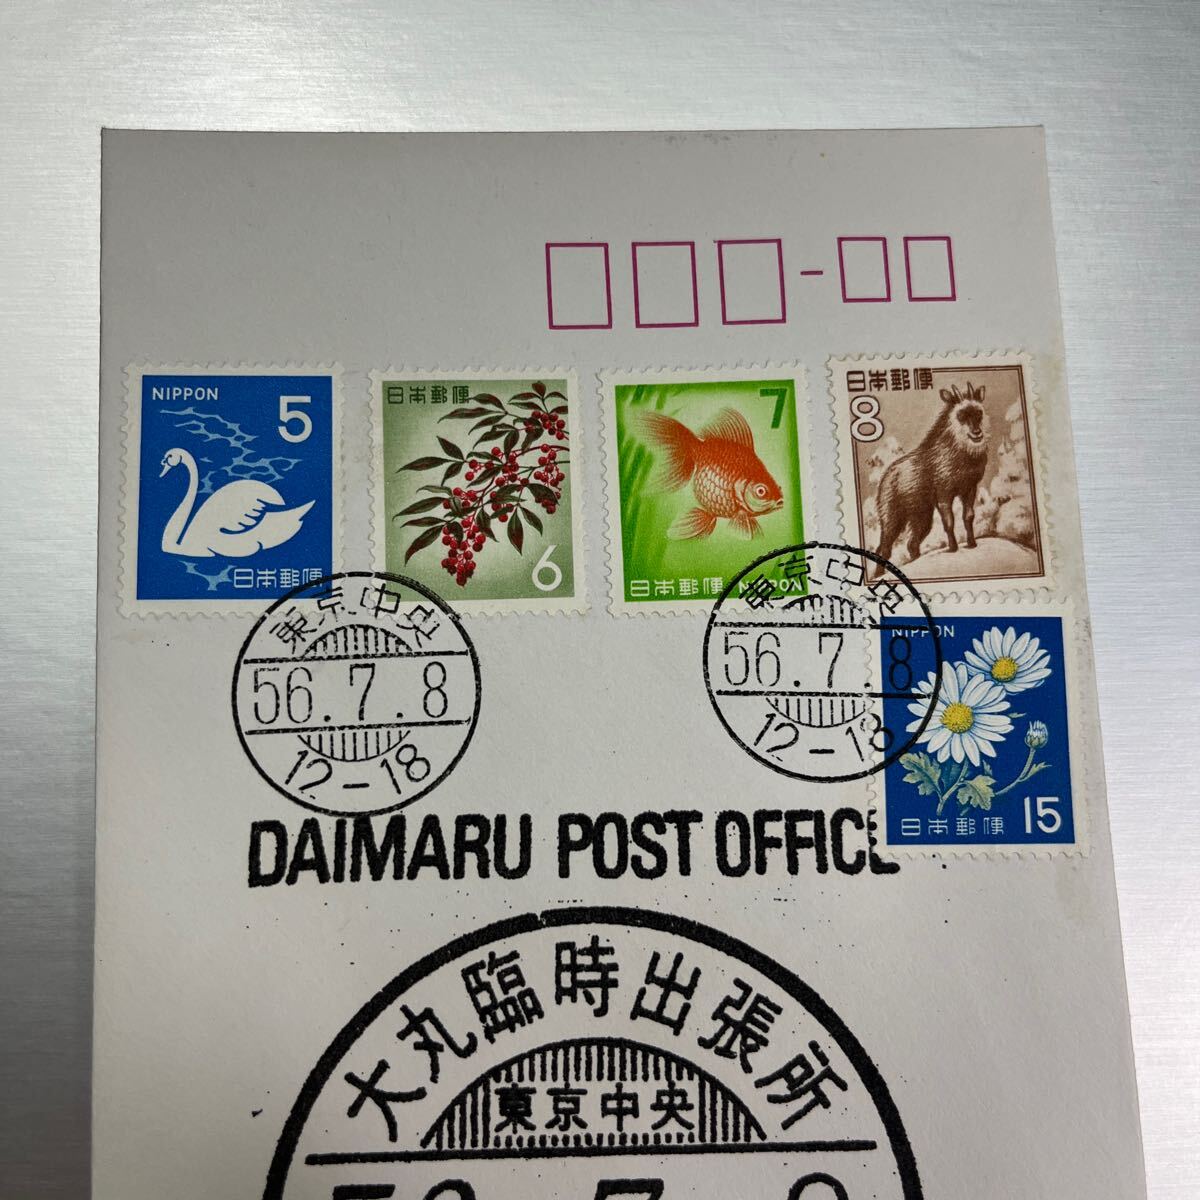 NIPPON 5
日本郵便
日本郵便
6
7
日本郵便 NIPPON
日本郵便
8
東京中央
56.7.8
12-18
東京中央
56.7.8
12-18
NIPPON
日本郵便 15
DAIMARU POST OFFICE
大丸臨時出張所
東京中央